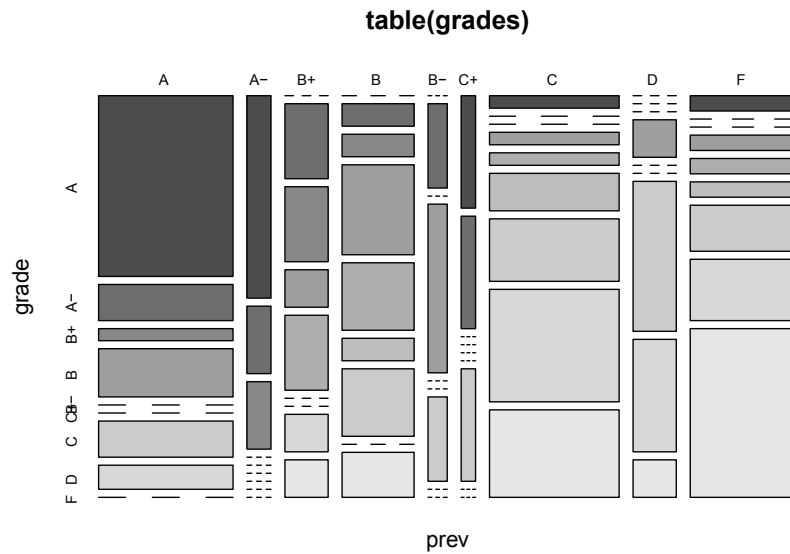 table(grades)
A A− B+ B B− C+ C D F
A
A−
B+
B
B−
C+
C
D
F
grade
prev